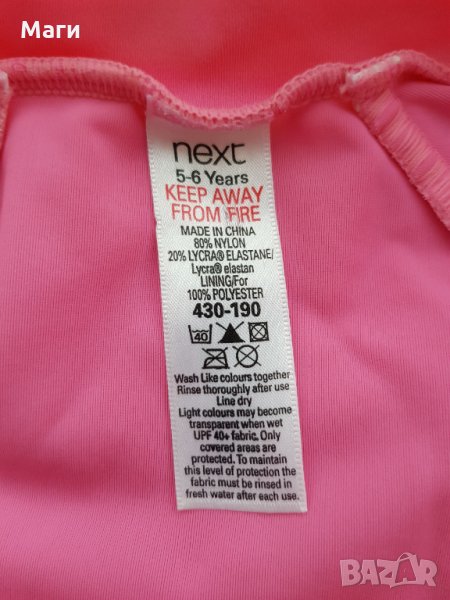 Маги
next
5-6 Years
KEEP AWAY
FROM FIRE
MADE IN CHINA
80% NYLON
20% LYCRA® ELASTANE/
Lycra® elastan
LINING/For
100% POLYESTER
430-190
40
Wash Like colours together
Rinse thoroughly after use
Line dry
Light colours may become
transparent when wet
UPF 40+ fabric. Only
covered areas are
protected. To maintain
this level of protection the
fabric must be rinsed in
fresh water after each use.
BAZAR